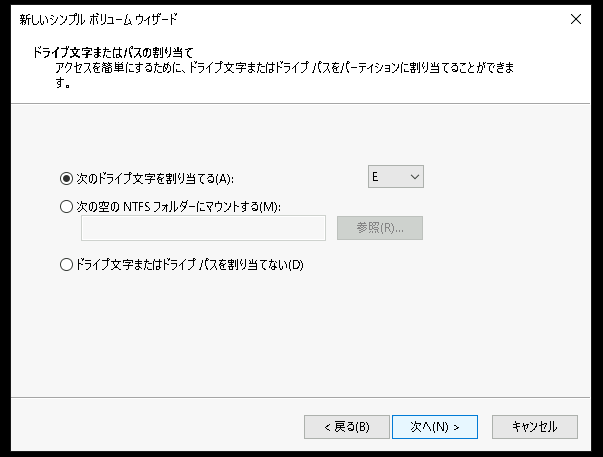 新しいシンプル ボリューム ウィザード
ドライブ文字またはパスの割り当て
アクセスを簡単にするために、ドライブ文字またはドライブ パスをパーティションに割り当てることができま
す。
次のドライブ文字を割り当てる(A):
E
次の空の NTFS フォルダーにマウントする(M):
参照(R)...
ドライブ文字またはドライブ パスを割り当てない(D)
< 戻る(B)
次へ(N) >
キャンセル